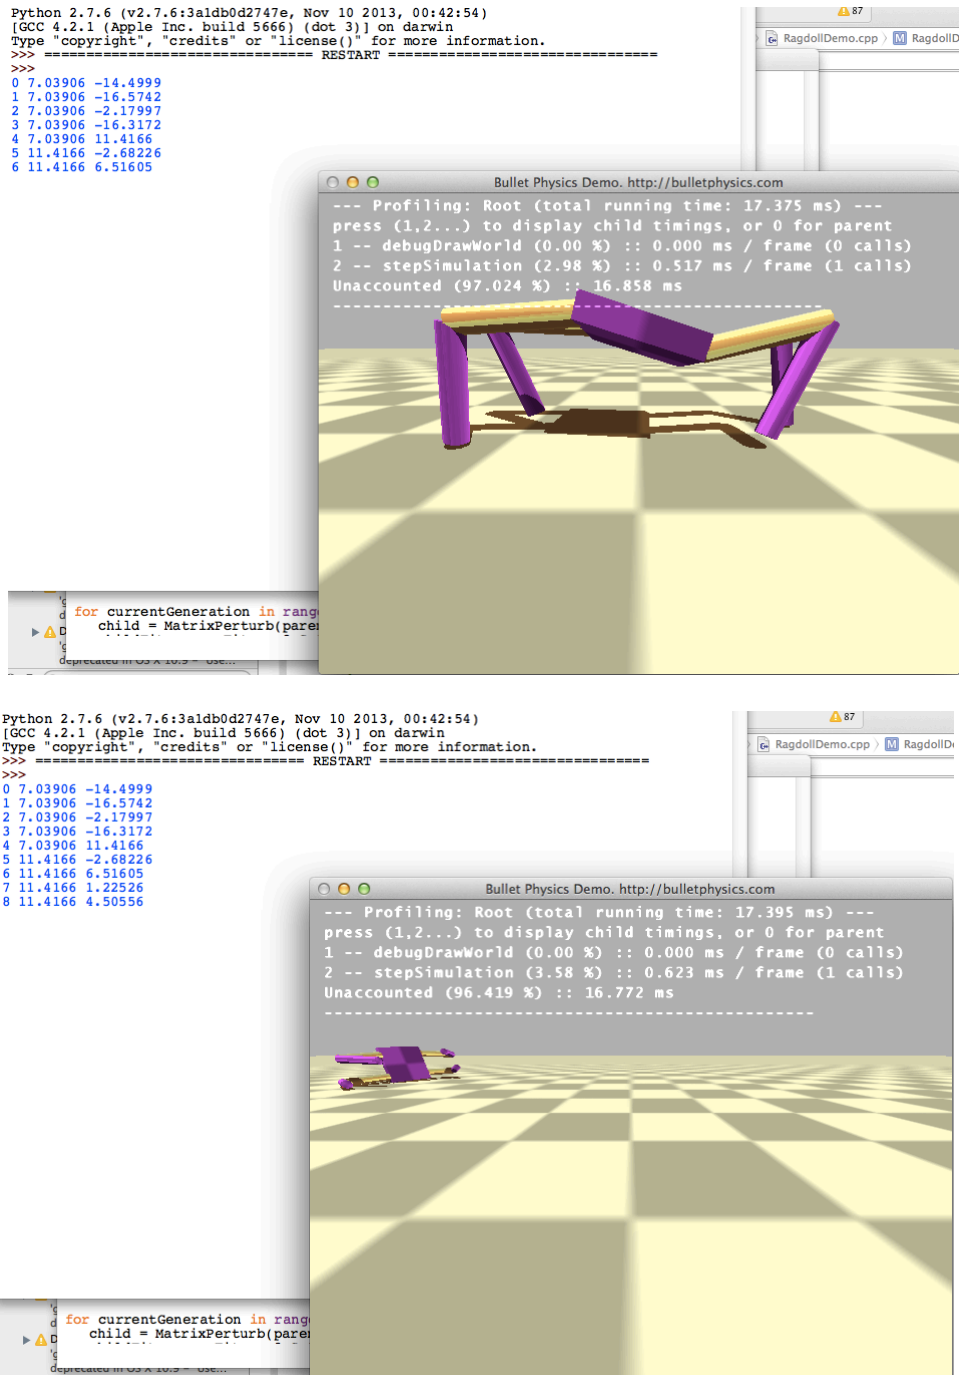 Python 2.7.6 (v2.7.6:3a1db0d2747e, Nov 10 2013, 00:42:54)
[GCC 4.2.1 (Apple Inc. build 5666) (dot 3)] on darwin
Type "copyright", "credits" or "license()" for more information.
>>> ================================ RESTART ================================
>>>
0 7.03906 -14.4999
1 7.03906 -16.5742
2 7.03906 -2.17997
3 7.03906 -16.3172
4 7.03906 11.4166
5 11.4166 -2.68226
6 11.4166 6.51605
87
RagdollDemo.cpp M RagdollD
Bullet Physics Demo. http://bulletphysics.com
--- Profiling: Root (total running time: 17.375 ms) ---
press (1,2...) to display child timings, or 0 for parent
1 -- debugDrawWorld (0.00 %) :: 0.000 ms / frame (0 calls)
2 -- stepSimulation (2.98 %) :: 0.517 ms / frame (1 calls)
Unaccounted (97.024 %) :: 16.858 ms
-------------------------------------------------
for currentGeneration in rang
child = MatrixPerturb(paren
Python 2.7.6 (v2.7.6:3a1db0d2747e, Nov 10 2013, 00:42:54)
[GCC 4.2.1 (Apple Inc. build 5666) (dot 3)] on darwin
Type "copyright", "credits" or "license()" for more information.
>>> ================================ RESTART ================================
>>>
0 7.03906 -14.4999
1 7.03906 -16.5742
2 7.03906 -2.17997
3 7.03906 -16.3172
4 7.03906 11.4166
5 11.4166 -2.68226
6 11.4166 6.51605
7 11.4166 1.22526
8 11.4166 4.50556
87
RagdollDemo.cpp M RagdollD
Bullet Physics Demo. http://bulletphysics.com
--- Profiling: Root (total running time: 17.395 ms) ---
press (1,2...) to display child timings, or 0 for parent
1 -- debugDrawWorld (0.00 %) :: 0.000 ms / frame (0 calls)
2 -- stepSimulation (3.58 %) :: 0.623 ms / frame (1 calls)
Unaccounted (96.419 %) :: 16.772 ms
-------------------------------------------------
for currentGeneration in rang
child = MatrixPerturb(paren